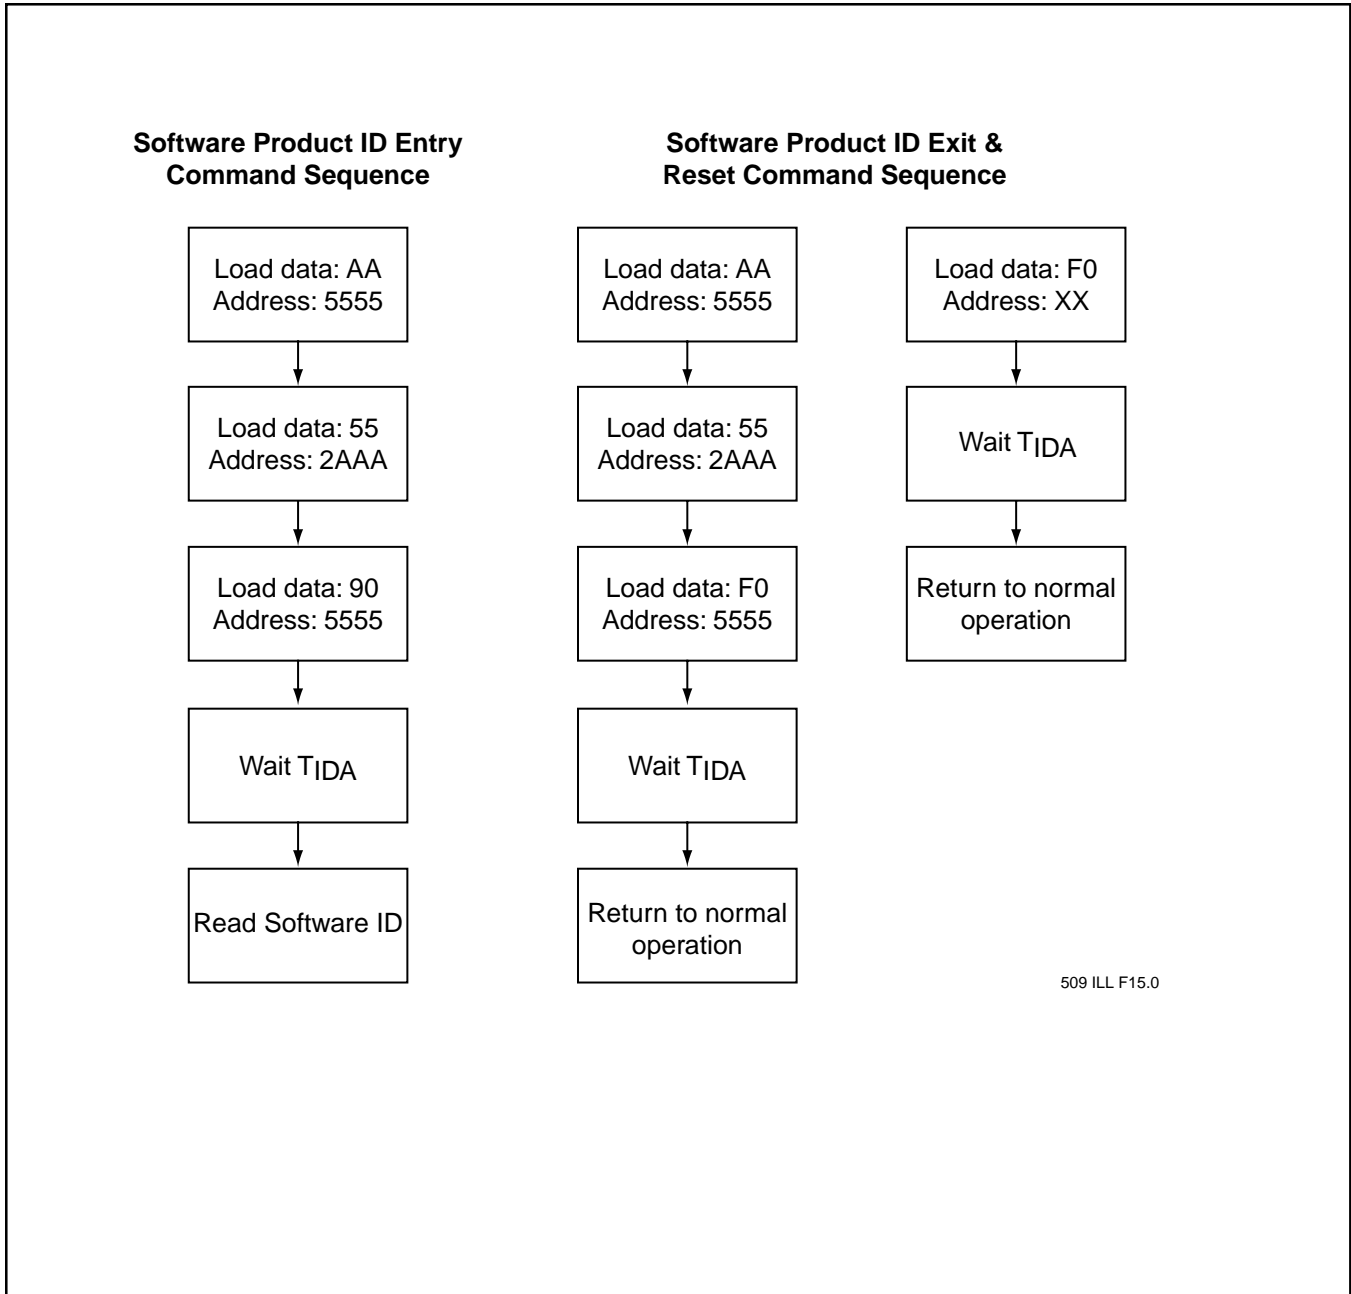 Software Product ID Entry
Command Sequence
Load data: AA
Address: 5555
Load data: 55
Address: 2AAA
Load data: 90
Address: 5555
Wait TIDA
Read Software ID
Software Product ID Exit &
Reset Command Sequence
Load data: AA
Address: 5555
Load data: 55
Address: 2AAA
Load data: F0
Address: 5555
Wait TIDA
Return to normal
operation
Load data: F0
Address: XX
Wait TIDA
Return to normal
operation
509 ILL F15.0